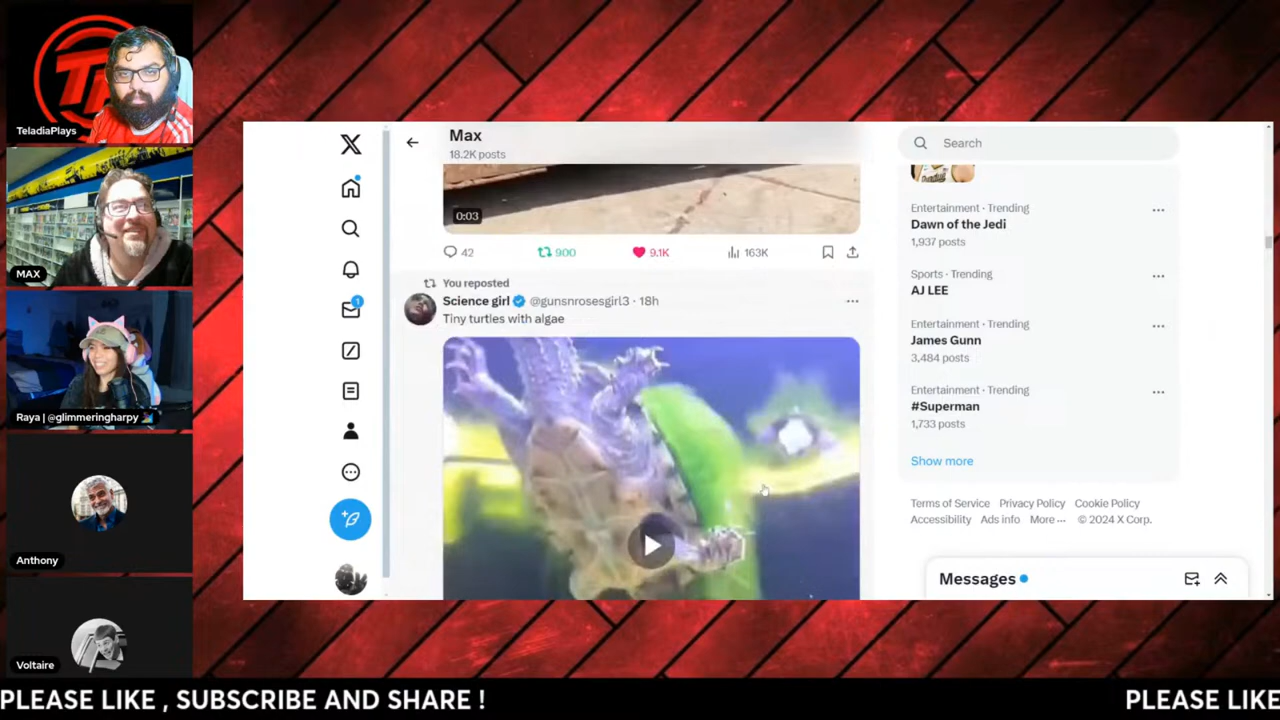 TeladiaPlays
MAX
Raya | @glimmeringharpy
Anthony
Voltaire
Max
18.2K posts
0:03
42
900
9.1K
163K
You reposted
Science girl @gunsnrosesgirl3 · 18h
Tiny turtles with algae
Search
Entertainment · Trending
Dawn of the Jedi
1,937 posts
Sports · Trending
AJ LEE
Entertainment · Trending
James Gunn
3,484 posts
Entertainment · Trending
#Superman
1,733 posts
Show more
Terms of Service Privacy Policy Cookie Policy
Accessibility Ads info More ··· © 2024 X Corp.
Messages
1
PLEASE LIKE , SUBSCRIBE AND SHARE !
PLEASE LIKE